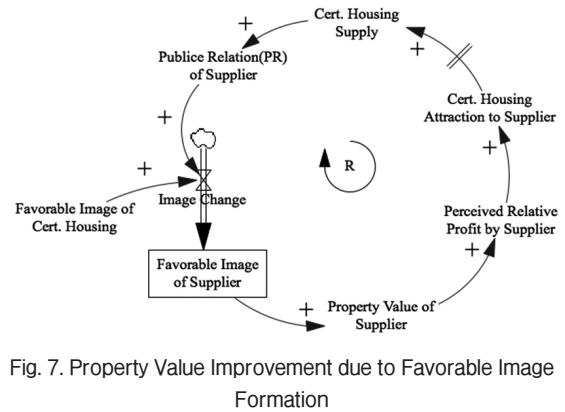 Cert. Housing
Supply
+
+
Publice Relation(PR)
of Supplier
Cert. Housing
Attraction to Supplier
+
+
R
+
Image Change
Favorable Image of
Cert. Housing
Perceived Relative
Profit by Supplier
+
Favorable Image
of Supplier
+
Property Value of
Supplier
Fig. 7. Property Value Improvement due to Favorable Image
Formation